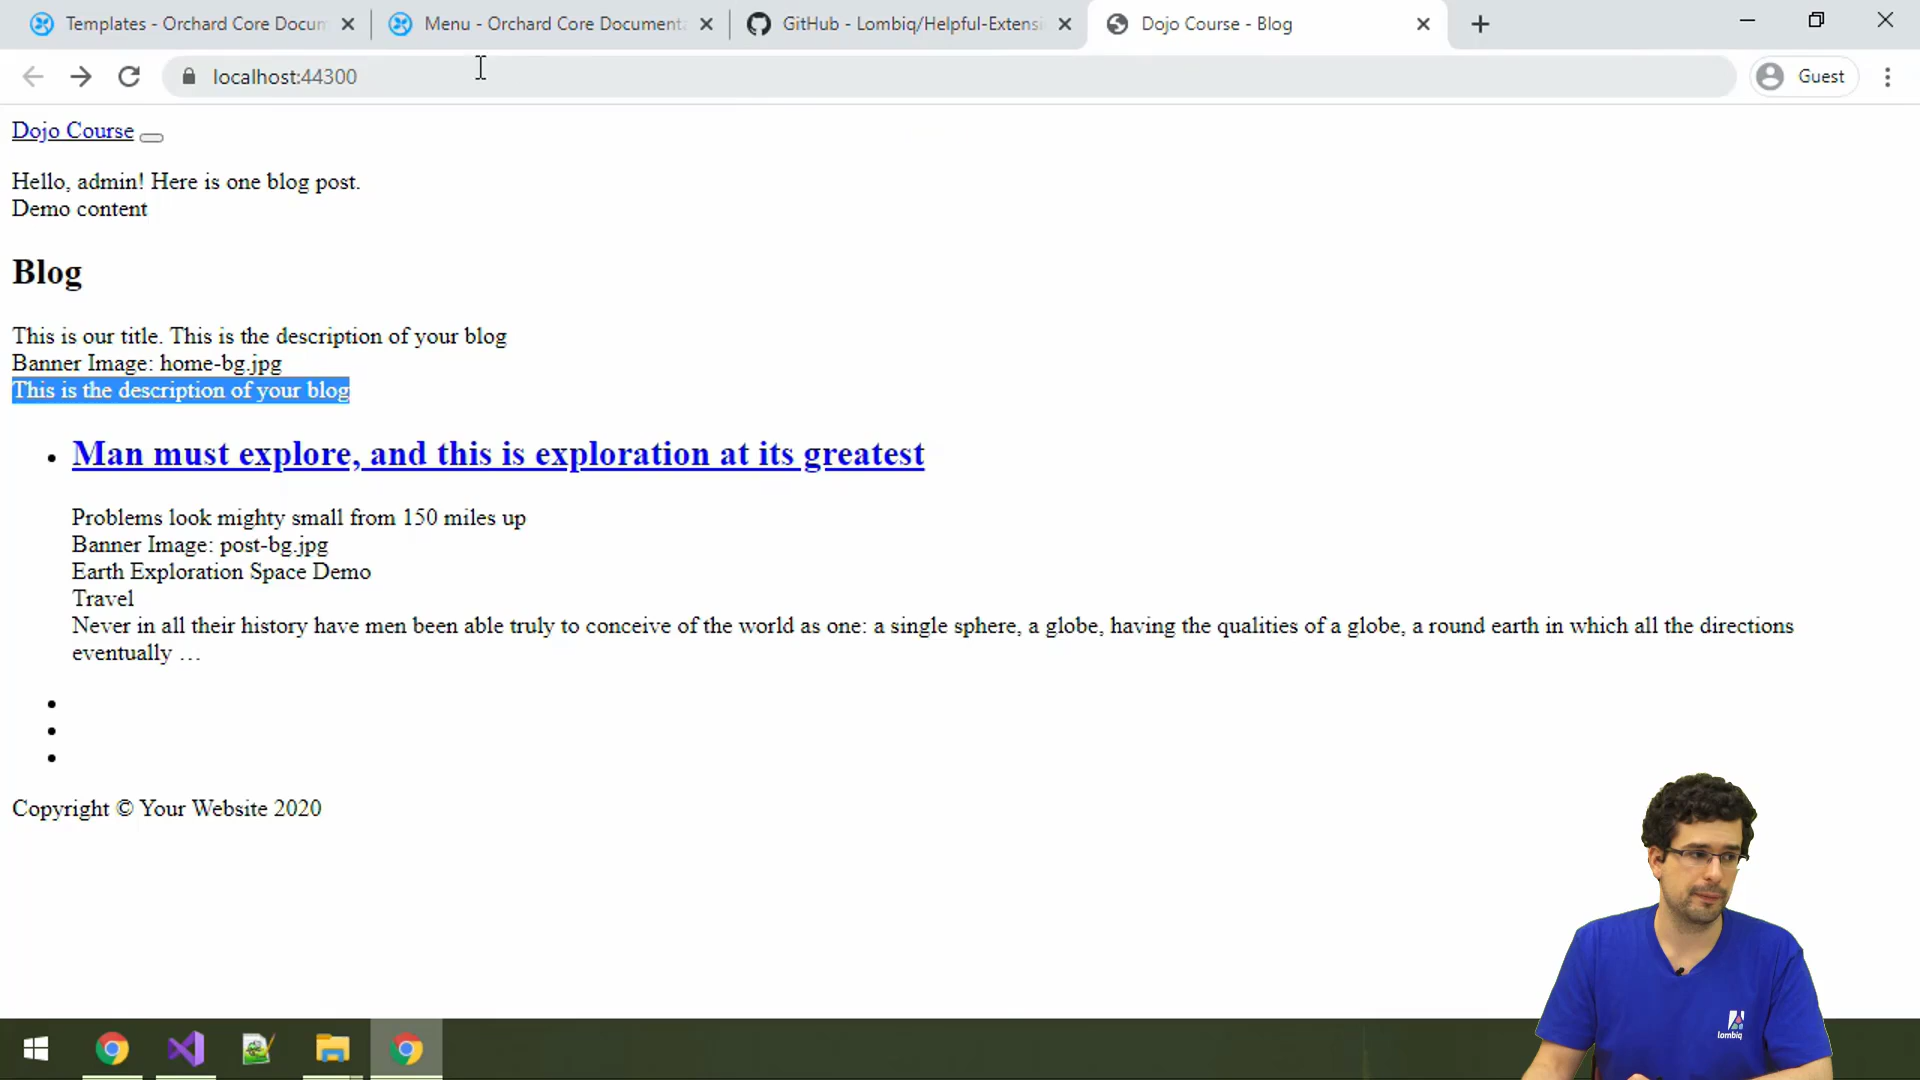 Templates - Orchard Core Docum
Menu - Orchard Core Documenta
GitHub - Lombiq/Helpful-Extensi
Dojo Course - Blog
localhost:44300
Guest
Dojo Course
Hello, admin! Here is one blog post.
Demo content
Blog
This is our title. This is the description of your blog
Banner Image: home-bg.jpg
This is the description of your blog
Man must explore, and this is exploration at its greatest
Problems look mighty small from 150 miles up
Banner Image: post-bg.jpg
Earth Exploration Space Demo
Travel
Never in all their history have men been able truly to conceive of the world as one: a single sphere, a globe, having the qualities of a globe, a round earth in which all the directions
eventually …
Copyright © Your Website 2020
lombiq